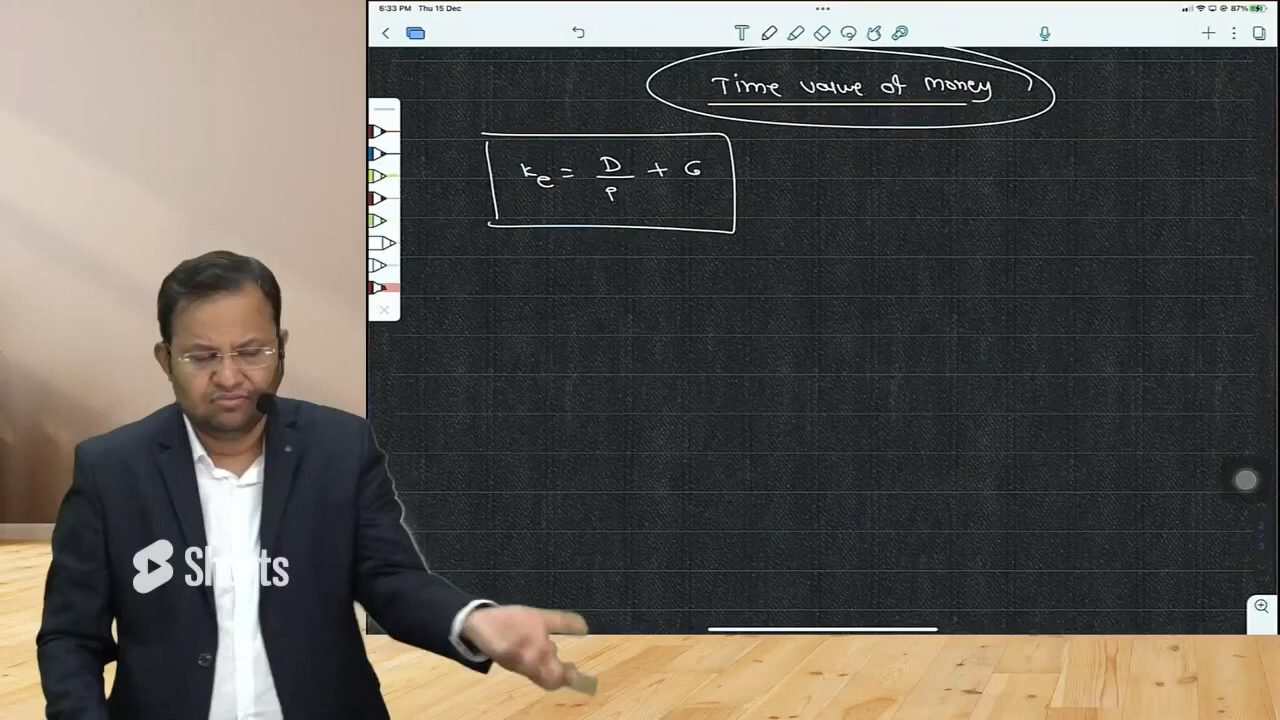 6:33 PM Thu 15 Dec
87%
Time value of money
Ke = D/P + G
Shorts